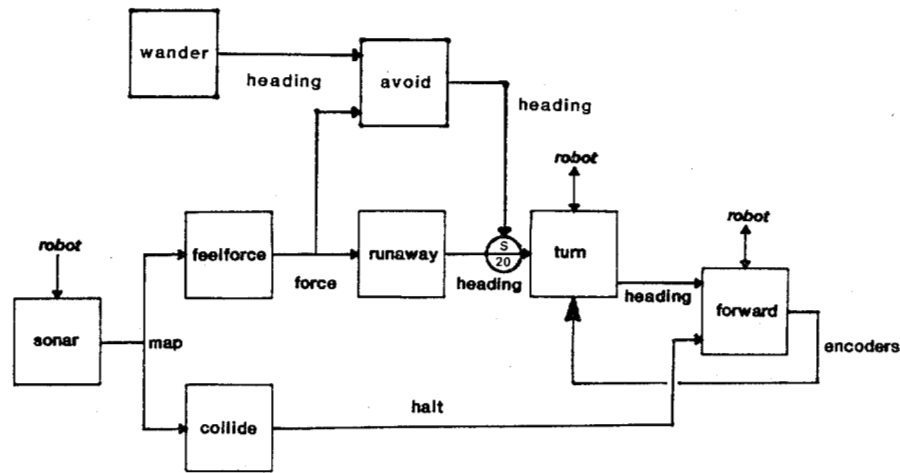 wander
heading
avoid
heading
robot
robot
robot
feelforce
force
runaway
S
20
heading
turn
heading
forward
sonar
map
encoders
collide
halt